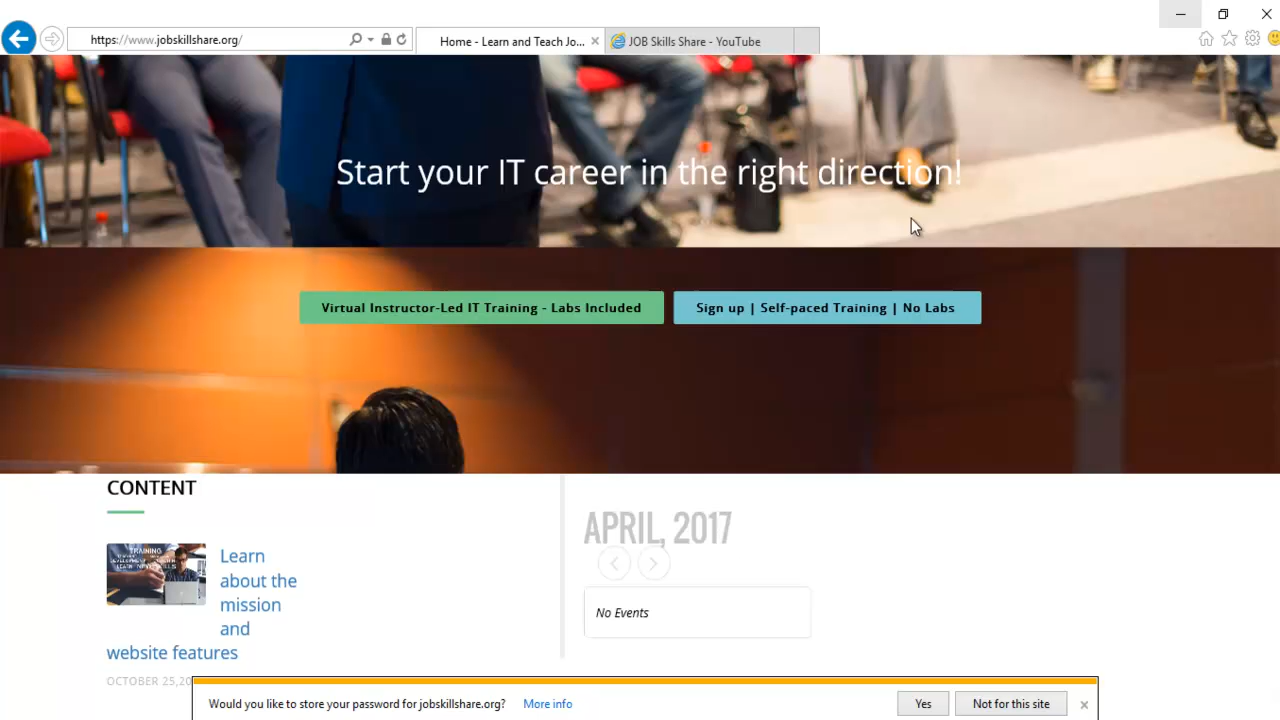 https://www.jobskillshare.org/
Home - Learn and Teach Jo...
JOB Skills Share - YouTube
Start your IT career in the right direction!
Virtual Instructor-Led IT Training - Labs Included
Sign up | Self-paced Training | No Labs
CONTENT
Learn
about the
mission
and
website features
OCTOBER 25,20
APRIL, 2017
No Events
Would you like to store your password for jobskillshare.org? More info
Yes
Not for this site